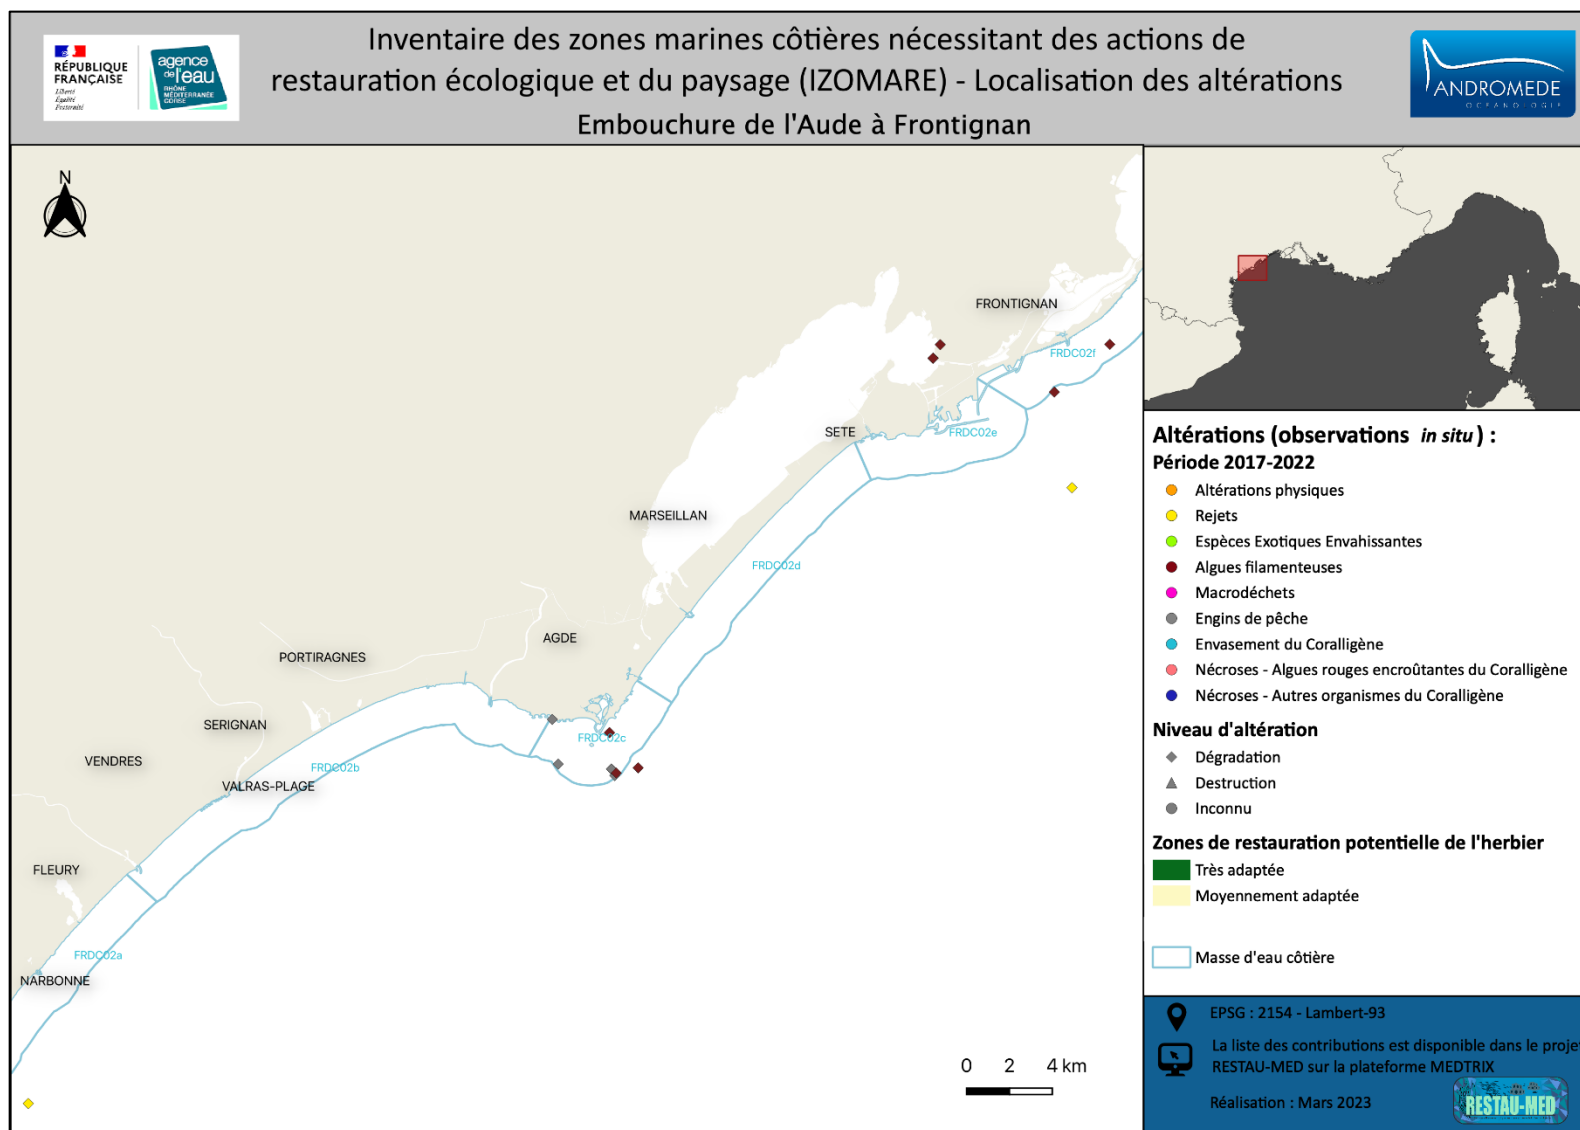 RÉPUBLIQUE
FRANÇAISE
Liberté
Égalité
Fraternité
agence
de l'eau
RHÔNE
MÉDITERRANÉE
CORSE
Inventaire des zones marines côtières nécessitant des actions de
restauration écologique et du paysage (IZOMARE) - Localisation des altérations
Embouchure de l'Aude à Frontignan
ANDROMEDE
OCEANOLOGIE
N
FRONTIGNAN
FRDC02f
SETE
FRDC02e
MARSEILLAN
FRDC02d
AGDE
PORTIRAGNES
SERIGNAN
FRDC02c
VENDRES
FRDC02b
VALRAS-PLAGE
FLEURY
FRDC02a
NARBONNE
0 2 4 km
Altérations (observations in situ) :
Période 2017-2022
Altérations physiques
Rejets
Espèces Exotiques Envahissantes
Algues filamenteuses
Macrodéchets
Engins de pêche
Envasement du Coralligène
Nécroses - Algues rouges encroûtantes du Coralligène
Nécroses - Autres organismes du Coralligène
Niveau d'altération
Dégradation
Destruction
Inconnu
Zones de restauration potentielle de l'herbier
Très adaptée
Moyennement adaptée
Masse d'eau côtière
EPSG : 2154 - Lambert-93
La liste des contributions est disponible dans le projet
RESTAU-MED sur la plateforme MEDTRIX
Réalisation : Mars 2023
RESTAU-MED